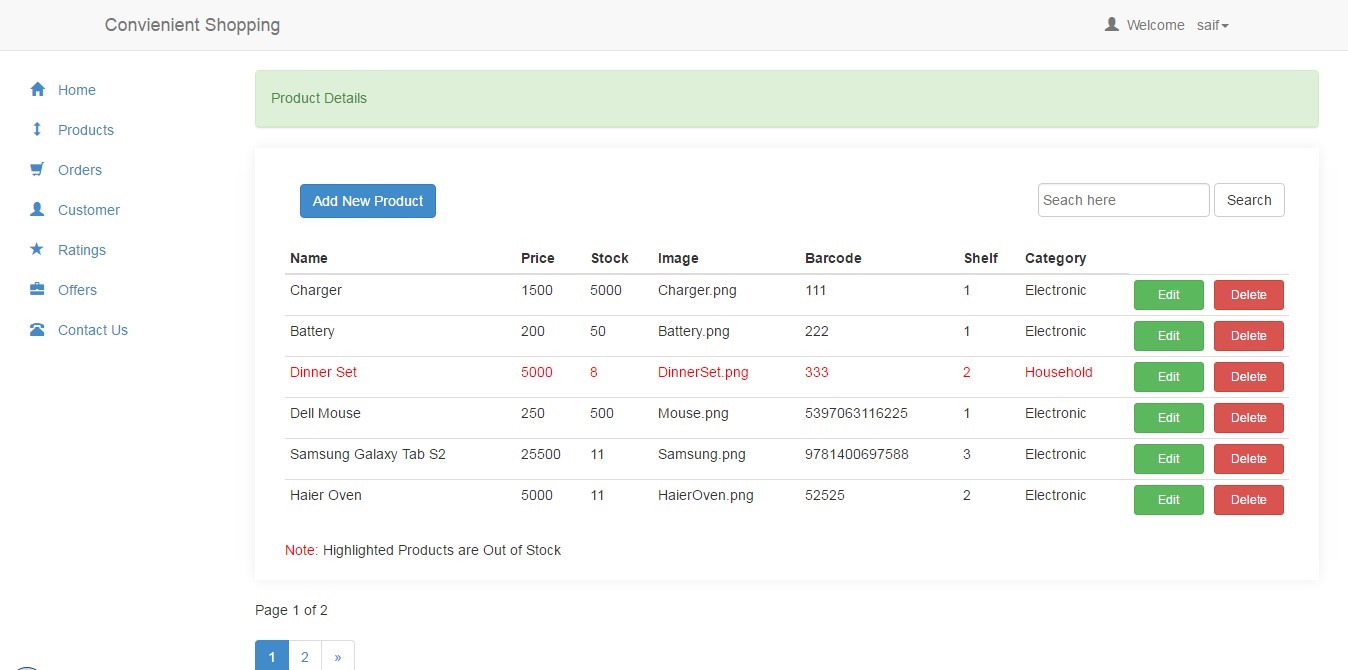 Convienient Shopping
Welcome saif
Home
Products
Orders
Customer
Ratings
Offers
Contact Us
Product Details
Add New Product
Seach here Search
Name Price Stock Image Barcode Shelf Category
Charger 1500 5000 Charger.png 111 1 Electronic Edit Delete
Battery 200 50 Battery.png 222 1 Electronic Edit Delete
Dinner Set 5000 8 DinnerSet.png 333 2 Household Edit Delete
Dell Mouse 250 500 Mouse.png 5397063116225 1 Electronic Edit Delete
Samsung Galaxy Tab S2 25500 11 Samsung.png 9781400697588 3 Electronic Edit Delete
Haier Oven 5000 11 HaierOven.png 52525 2 Electronic Edit Delete
Note: Highlighted Products are Out of Stock
Page 1 of 2
1 2 »